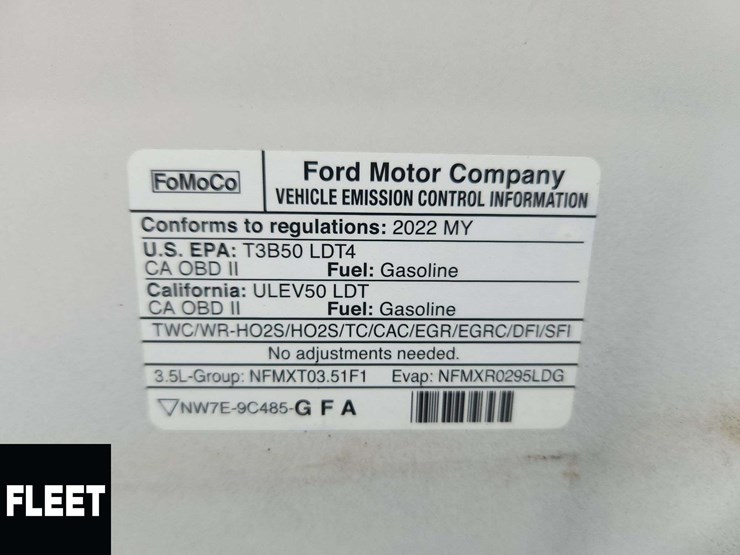 FoMoCo
Ford Motor Company
VEHICLE EMISSION CONTROL INFORMATION
Conforms to regulations: 2022 MY
U.S. EPA: T3B50 LDT4
CA OBD II Fuel: Gasoline
California: ULEV50 LDT
CA OBD II Fuel: Gasoline
TWC/WR-HO2S/HO2S/TC/CAC/EGR/EGRC/DFI/SFI
No adjustments needed.
3.5L-Group: NFMXT03.51F1 Evap: NFMXR0295LDG
NW7E-9C485-G F A
FLEET